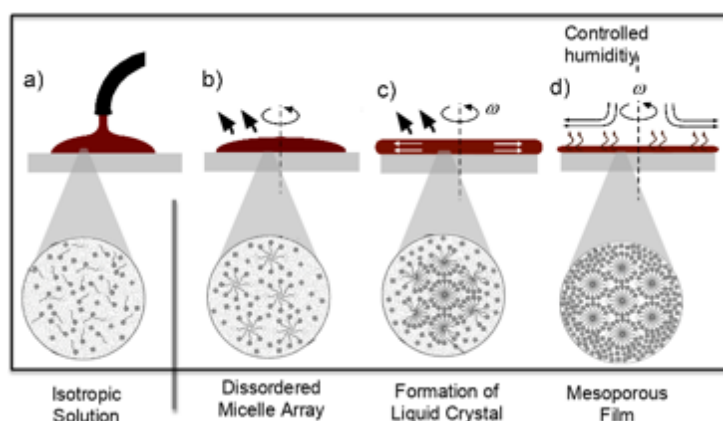 Controlled
humiditiy
a)
b)
c)
d)
ω
ω
Isotropic
Solution
Dissordered
Micelle Array
Formation of
Liquid Crystal
Mesoporous
Film